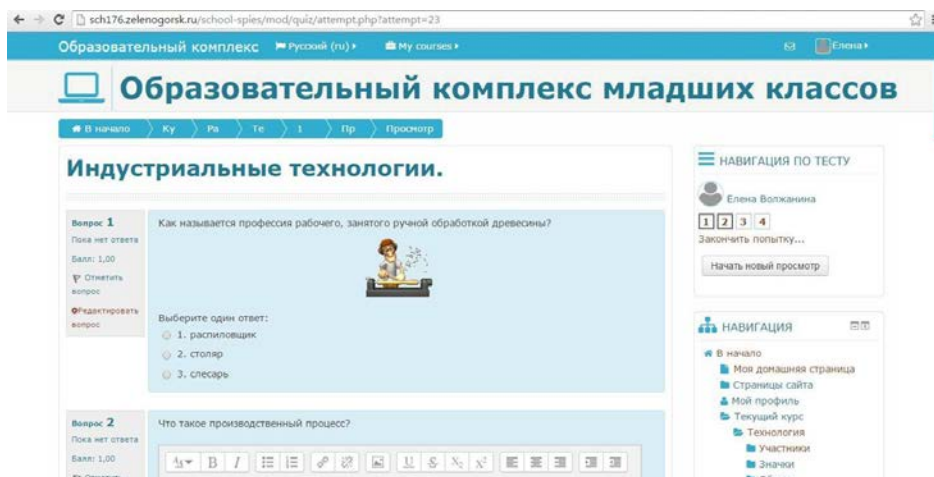 sch176.zelenogorsk.ru/school-spies/mod/quiz/attempt.php?attempt=23
Образовательный комплекс Русский (ru) My courses Елена
Образовательный комплекс младших классов
В начало Ку Ра Те 1 Пр Просмотр
Индустриальные технологии.
Вопрос 1
Пока нет ответа
Балл: 1,00
Отметить
вопрос
Редактировать
вопрос
Как называется профессия рабочего, занятого ручной обработкой древесины?
Выберите один ответ:
1. распиловщик
2. столяр
3. слесарь
Вопрос 2
Пока нет ответа
Балл: 1,00
Что такое производственный процесс?
B I U S X₂ X²
НАВИГАЦИЯ ПО ТЕСТУ
Елена Волжанина
1 2 3 4
Закончить попытку...
Начать новый просмотр
НАВИГАЦИЯ
В начало
Моя домашняя страница
Страницы сайта
Мой профиль
Текущий курс
Технология
Участники
Значки